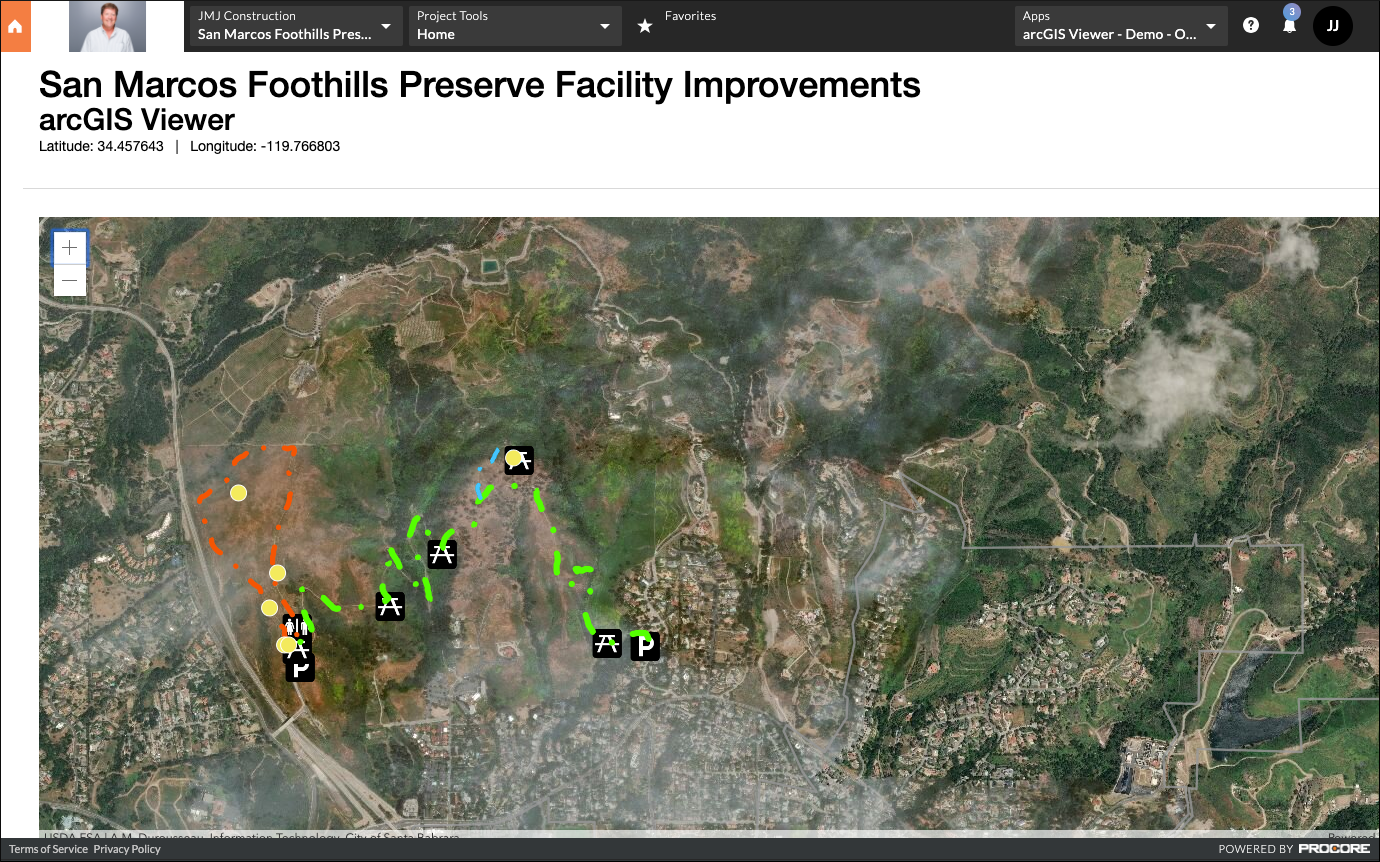 JMJ Construction
San Marcos Foothills Pres...
Project Tools
Home
Favorites
Apps
arcGIS Viewer - Demo - O...
3
JJ
San Marcos Foothills Preserve Facility Improvements
arcGIS Viewer
Latitude: 34.457643 | Longitude: -119.766803
P
P
USDA FSA | A.M. Durousseau, Information Technology, City of Santa Babrara
Powered
Terms of Service Privacy Policy
POWERED BY PROCORE